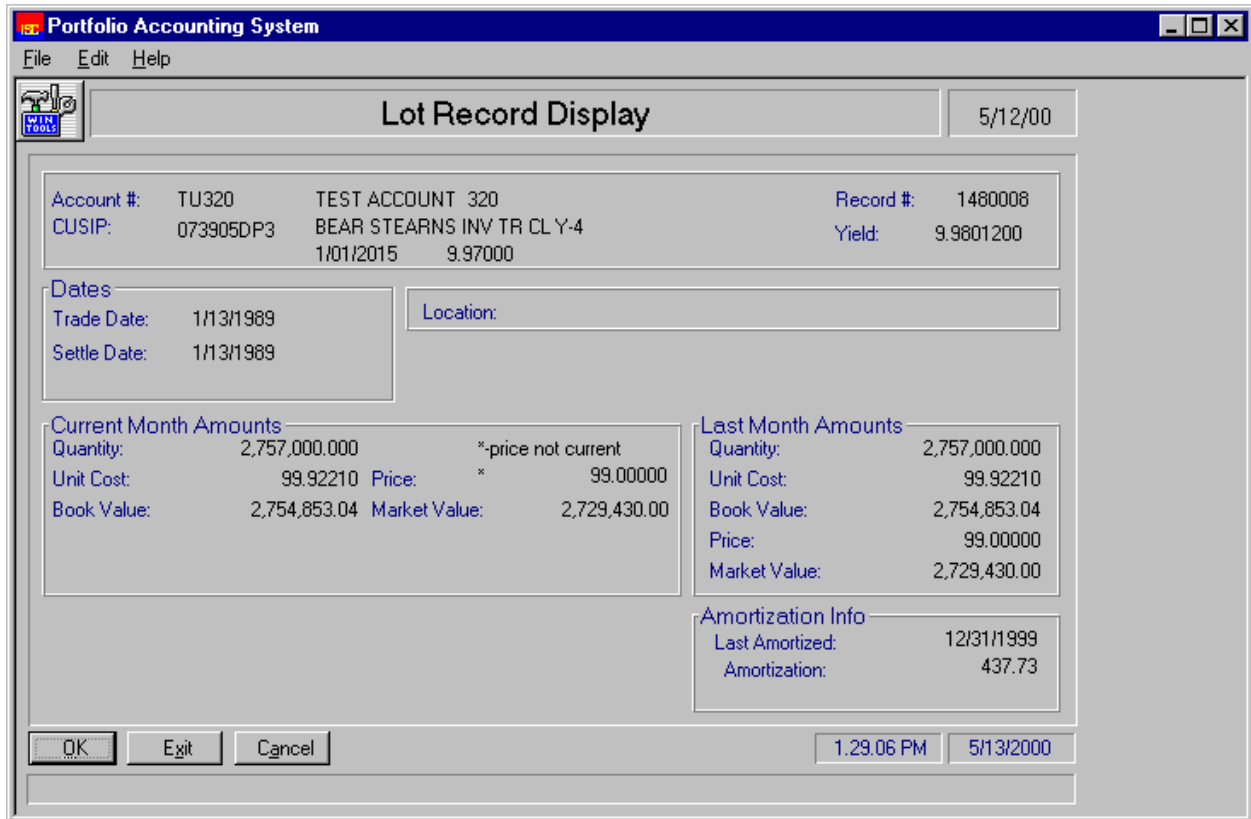 ISC Portfolio Accounting System
File Edit Help
WIN
TOOLS
Lot Record Display
5/12/00
Account #: TU320 TEST ACCOUNT 320 Record #: 1480008
CUSIP: 073905DP3 BEAR STEARNS INV TR CL Y-4 Yield: 9.9801200
1/01/2015 9.97000
Dates
Trade Date: 1/13/1989
Settle Date: 1/13/1989
Location:
Current Month Amounts
Quantity: 2,757,000.000 *-price not current
Unit Cost: 99.92210 Price: * 99.00000
Book Value: 2,754,853.04 Market Value: 2,729,430.00
Last Month Amounts
Quantity: 2,757,000.000
Unit Cost: 99.92210
Book Value: 2,754,853.04
Price: 99.00000
Market Value: 2,729,430.00
Amortization Info
Last Amortized: 12/31/1999
Amortization: 437.73
OK Exit Cancel
1.29.06 PM 5/13/2000